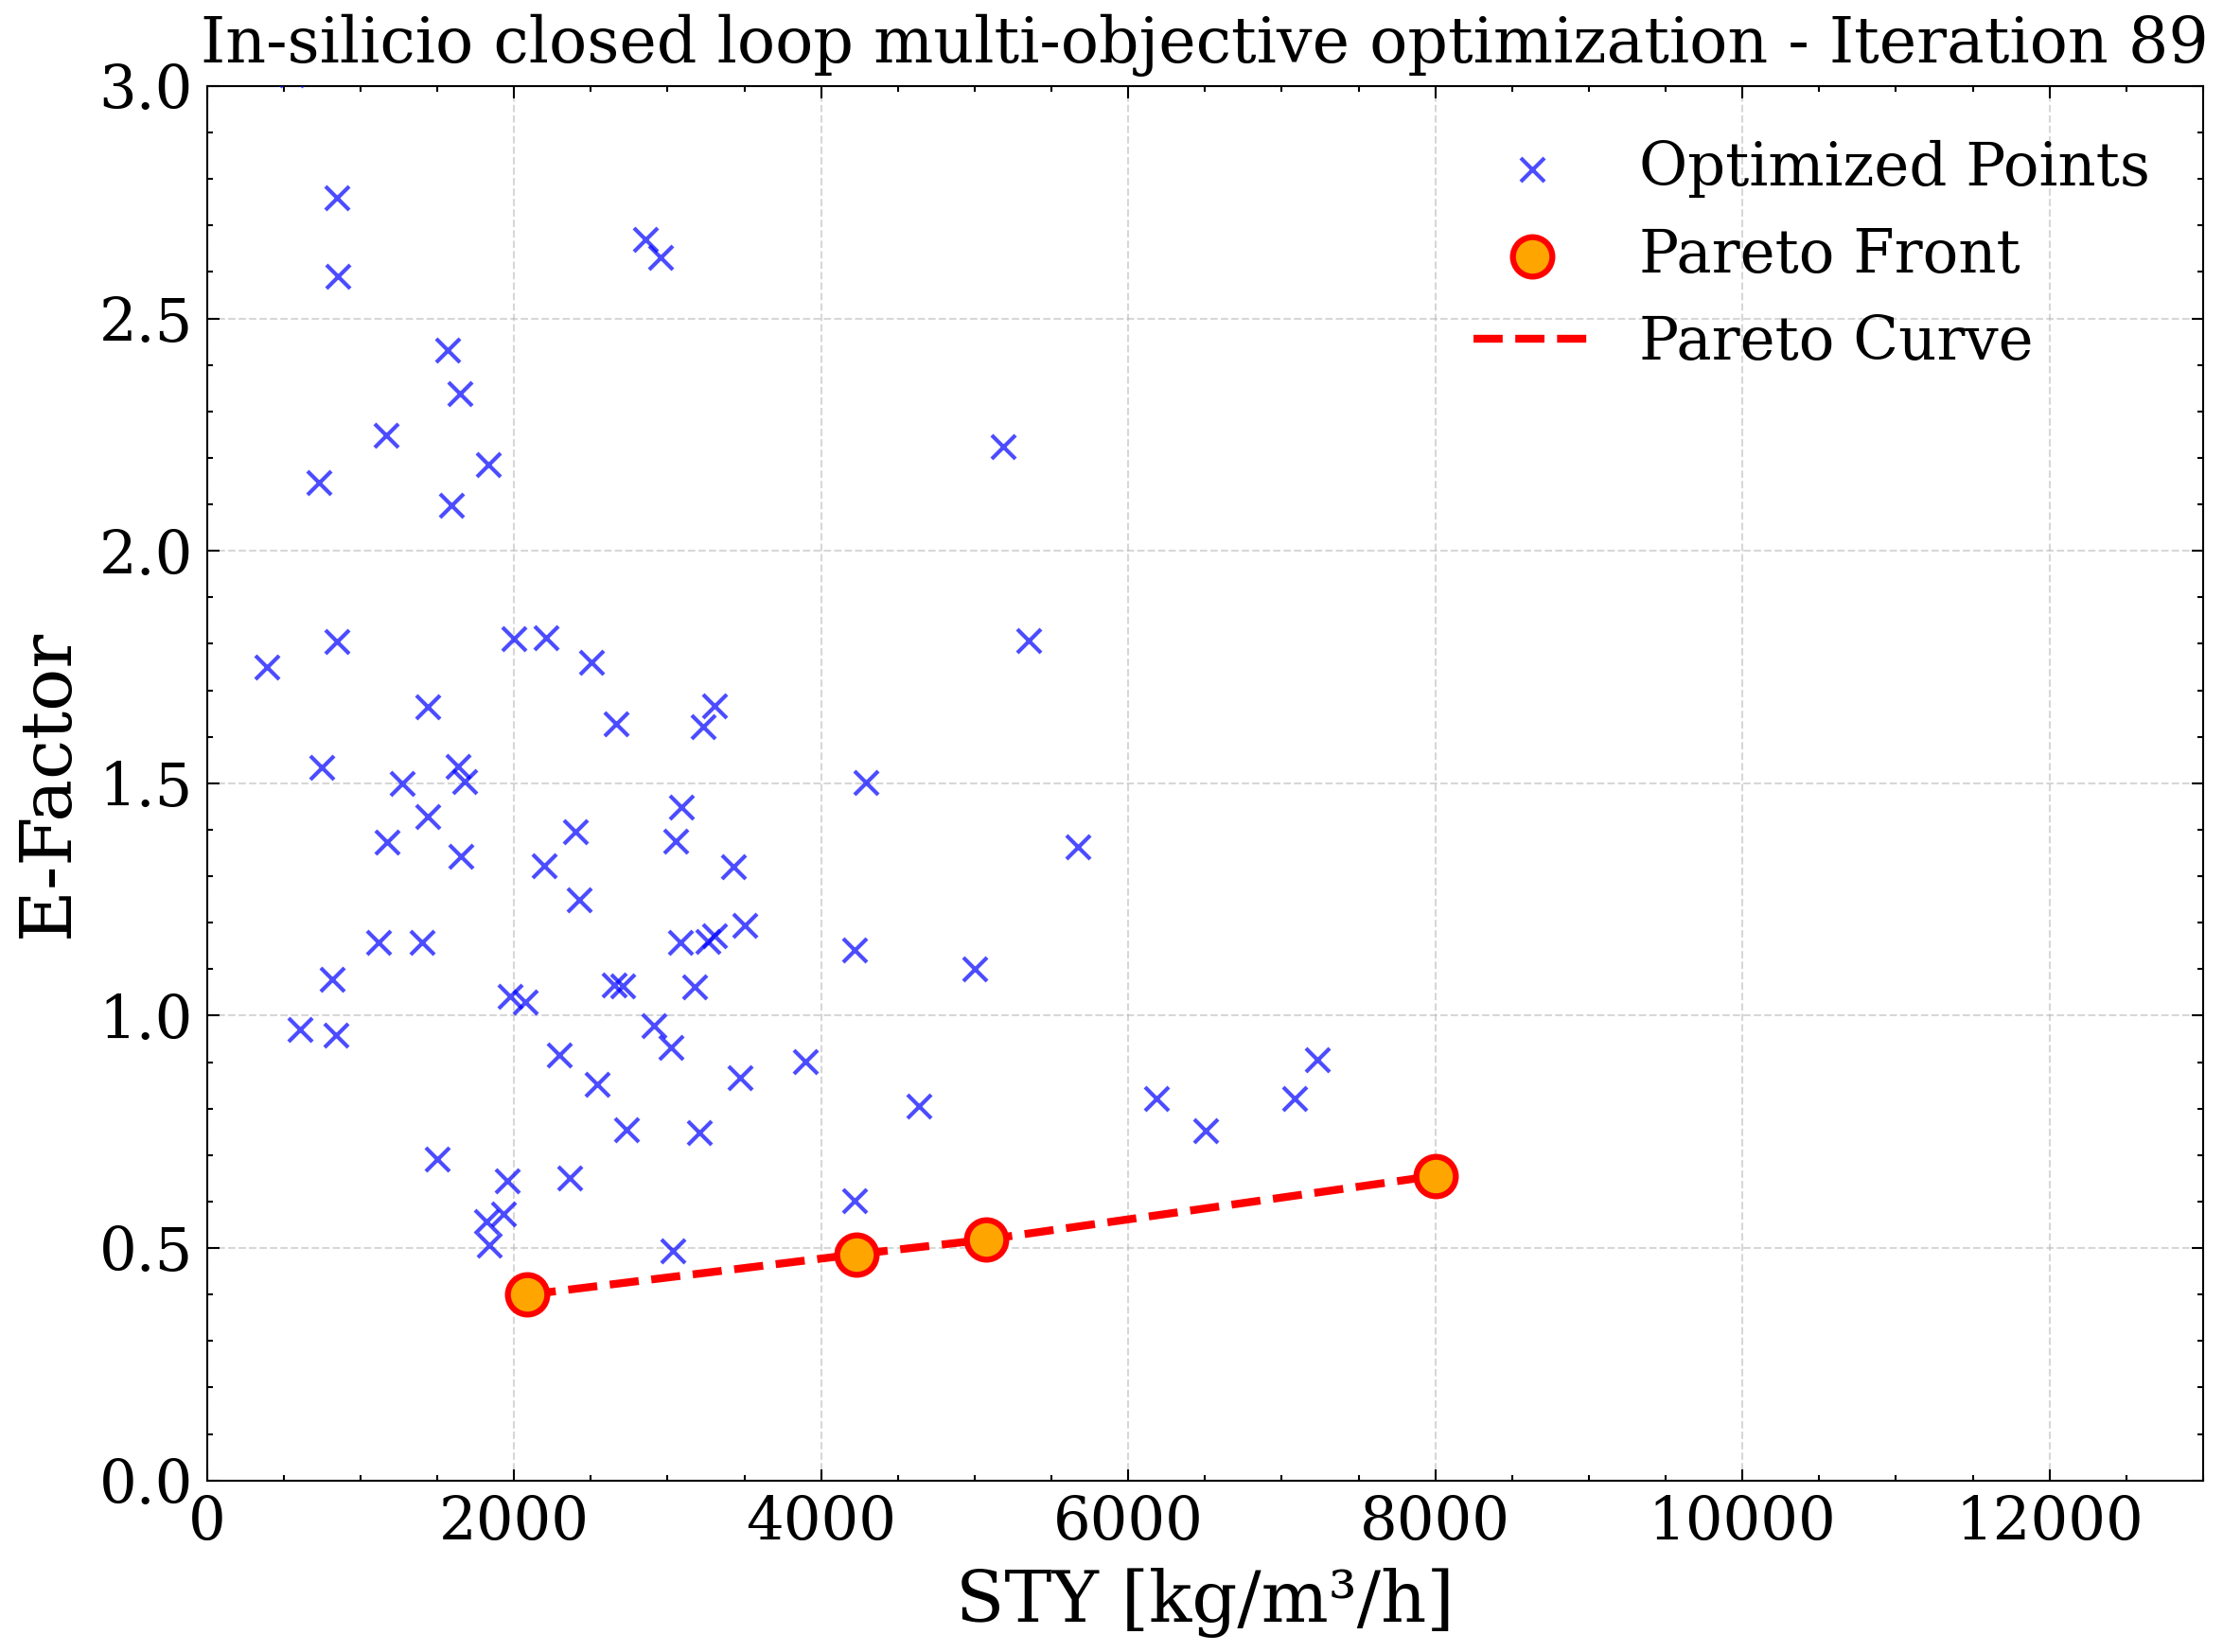 In-silicio closed loop multi-objective optimization - Iteration 89
3.0
2.5
2.0
1.5
1.0
0.5
0.0
E-Factor
Optimized Points
Pareto Front
Pareto Curve
0 2000 4000 6000 8000 10000 12000
STY [kg/m³/h]